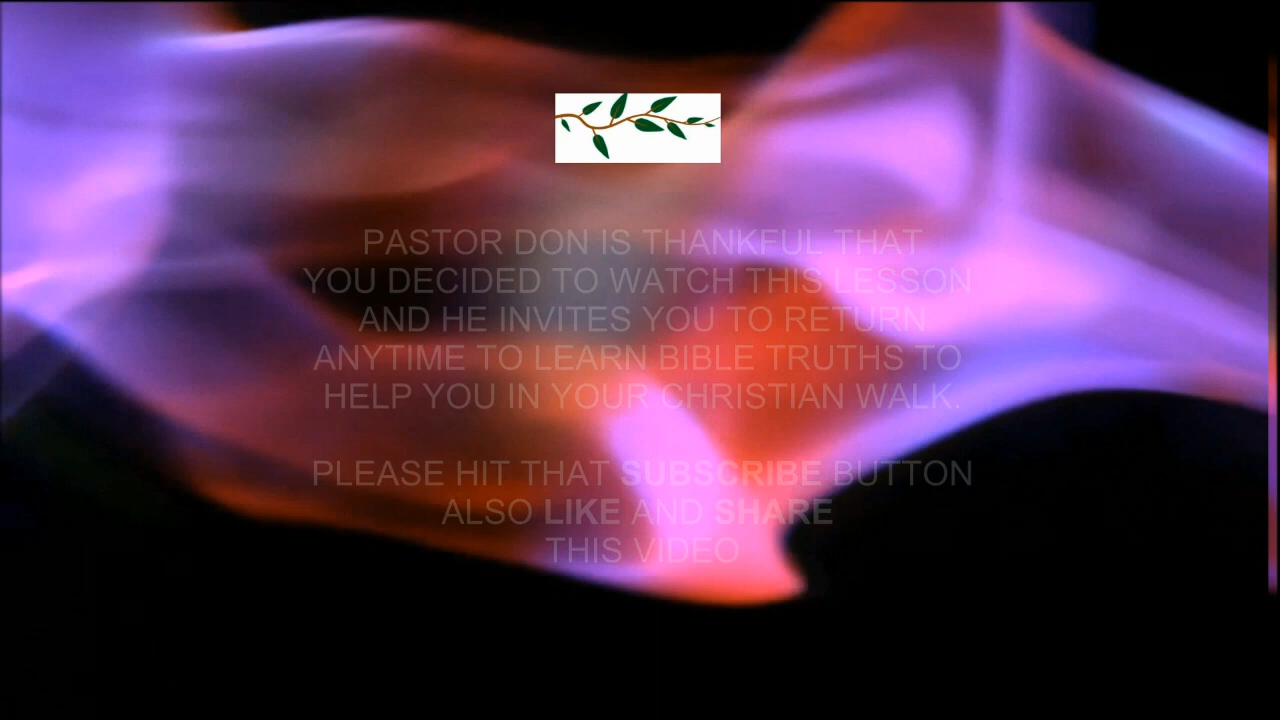 PASTOR DON IS THANKFUL THAT
YOU DECIDED TO WATCH THIS LESSON
AND HE INVITES YOU TO RETURN
ANYTIME TO LEARN BIBLE TRUTHS TO
HELP YOU IN YOUR CHRISTIAN WALK.
PLEASE HIT THAT SUBSCRIBE BUTTON
ALSO LIKE AND SHARE
THIS VIDEO